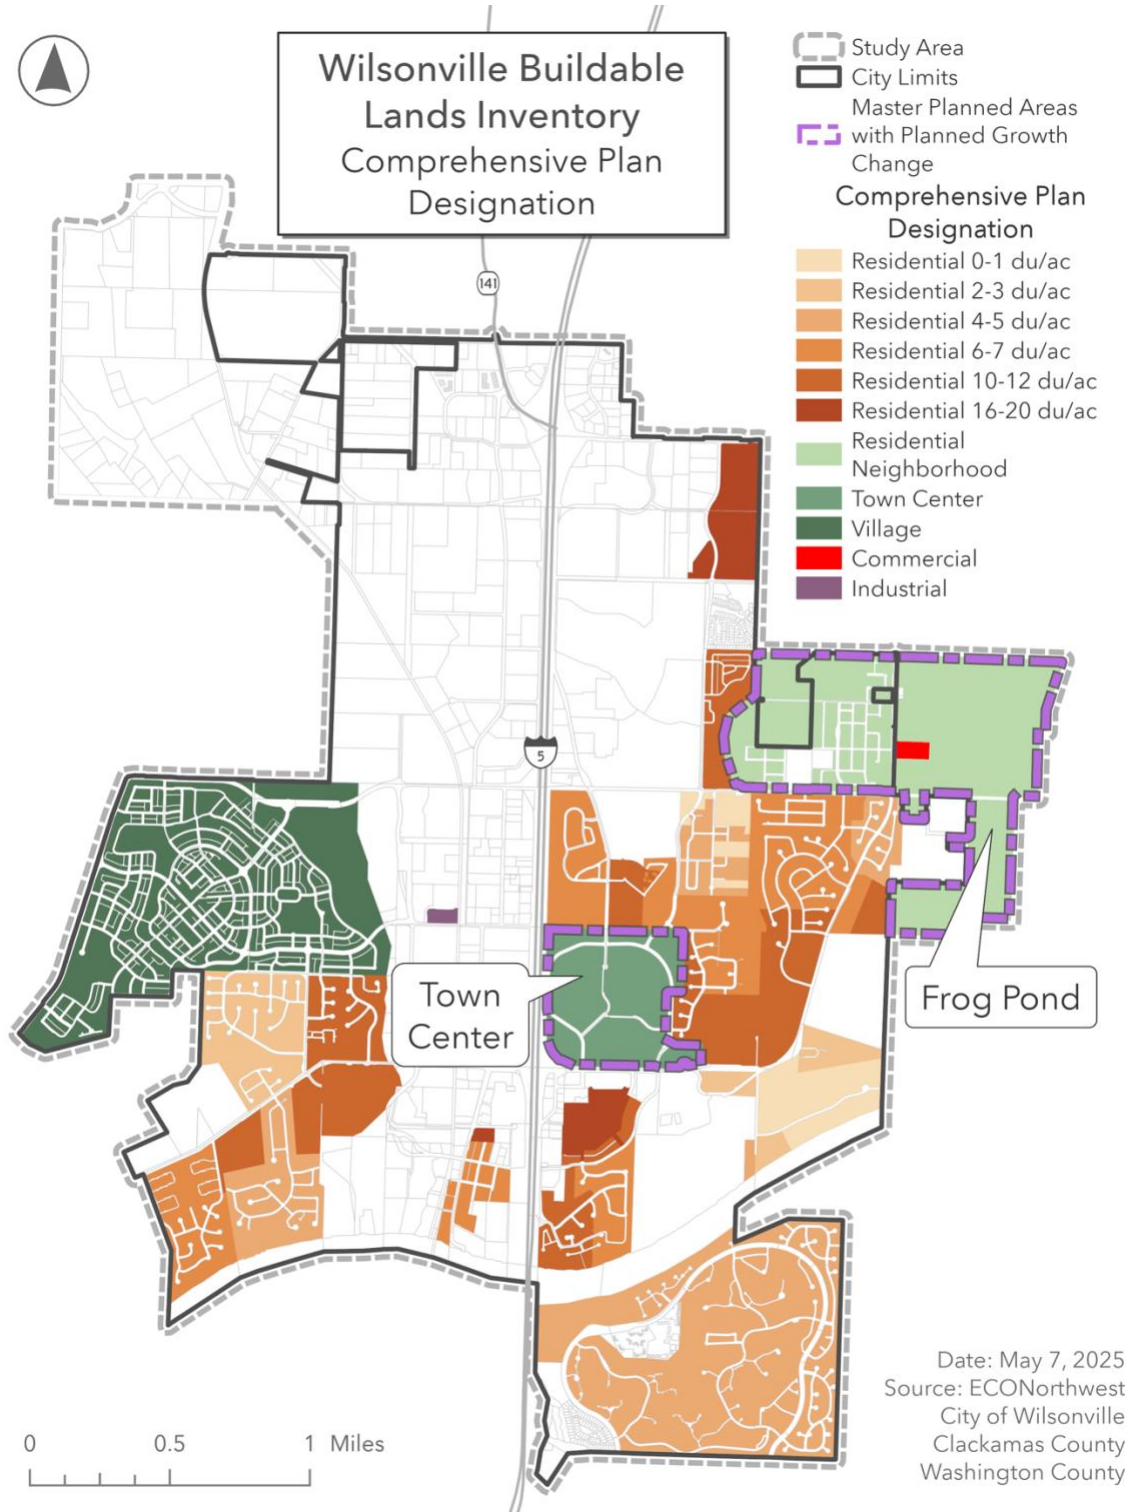 Wilsonville Buildable
Lands Inventory
Comprehensive Plan
Designation
Study Area
City Limits
Master Planned Areas
with Planned Growth
Change
Comprehensive Plan
Designation
Residential 0-1 du/ac
Residential 2-3 du/ac
Residential 4-5 du/ac
Residential 6-7 du/ac
Residential 10-12 du/ac
Residential 16-20 du/ac
Residential
Neighborhood
Town Center
Village
Commercial
Industrial
141
5
Town
Center
Frog Pond
Date: May 7, 2025
Source: ECONorthwest
City of Wilsonville
Clackamas County
Washington County
0 0.5 1 Miles